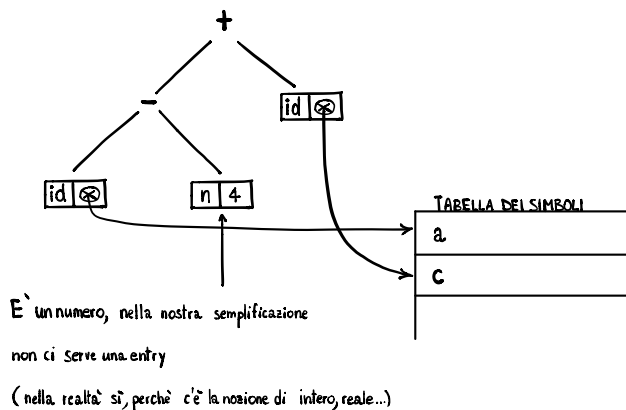 +
-
id
id
n 4
TABELLA DEI SIMBOLI
a
c
E` un numero, nella nostra semplificazione
non ci serve una entry
(nella realtà sì, perchè c'è la nozione di intero, reale...)